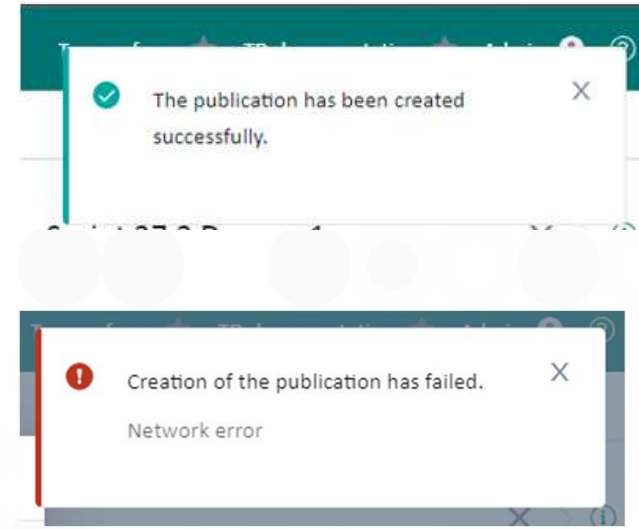 The publication has been created
successfully.
X
Creation of the publication has failed.
X
Network error